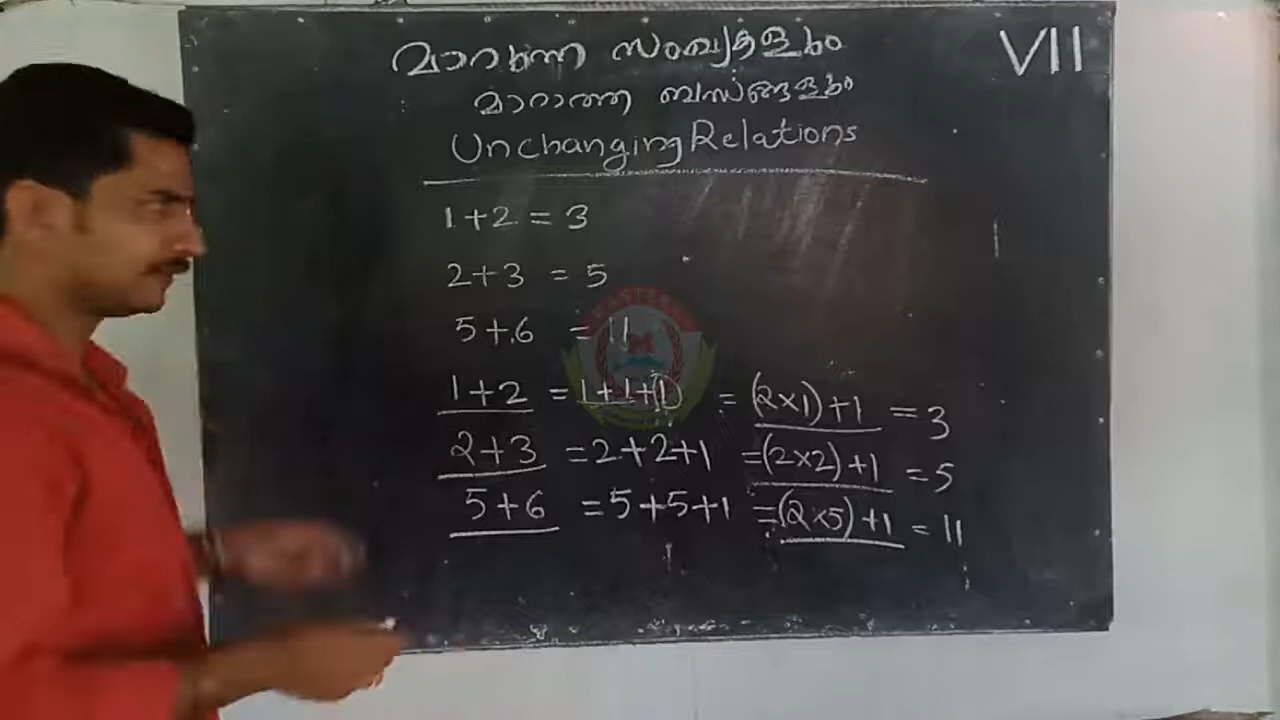 മാറുന്ന സംഖ്യകളും
VII
മാറാത്ത ബന്ധങ്ങളും
Unchanging Relations
1+2 = 3
2+3 = 5
5+6 = 11
1+2 = 1+1+1 = (2×1)+1 = 3
2+3 = 2+2+1 = (2×2)+1 = 5
5+6 = 5+5+1 = (2×5)+1 = 11